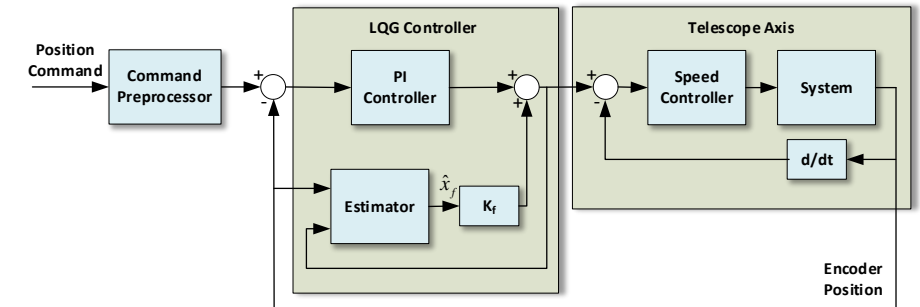 LQG Controller
Telescope Axis
Position
Command
Command
Preprocessor
+
-
PI
Controller
+
+
+
-
Speed
Controller
System
d/dt
Estimator
x̂f
Kf
Encoder
Position